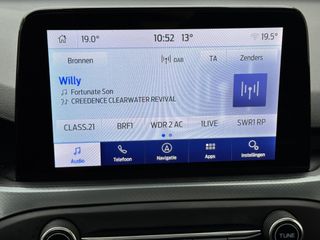 19.0° 10:52 13° 19.5°
Bronnen DAB TA Zenders
Willy
Fortunate Son
CREEDENCE CLEARWATER REVIVAL
CLASS.21 BRF1 WDR 2 AC 1LIVE SWR1 RP
Audio Telefoon Navigatie Apps Instellingen
TUNE